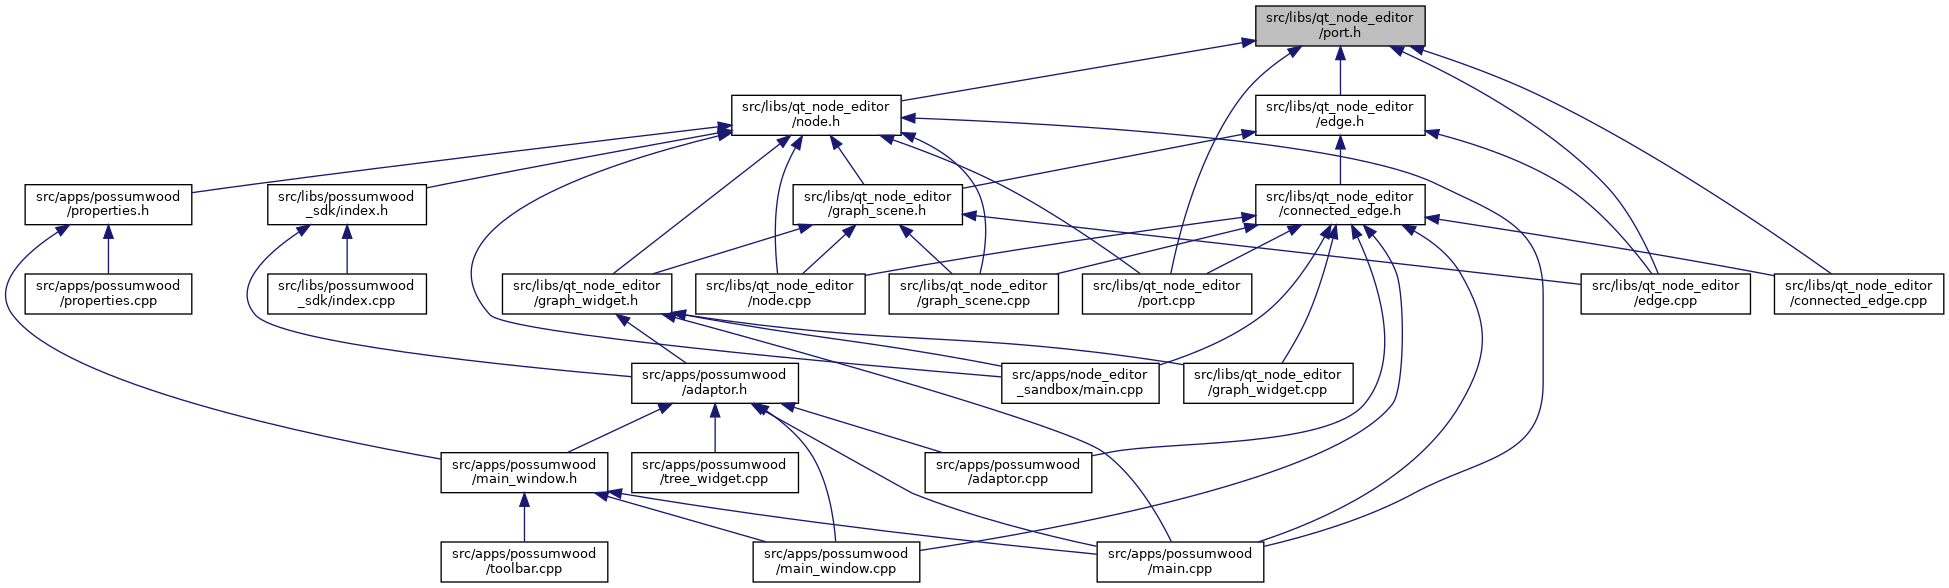 src/libs/qt_node_editor
/port.h
src/libs/qt_node_editor
/node.h
src/libs/qt_node_editor
/edge.h
src/apps/possumwood
/properties.h
src/libs/possumwood
_sdk/index.h
src/libs/qt_node_editor
/graph_scene.h
src/libs/qt_node_editor
/connected_edge.h
src/apps/possumwood
/properties.cpp
src/libs/possumwood
_sdk/index.cpp
src/libs/qt_node_editor
/graph_widget.h
src/libs/qt_node_editor
/node.cpp
src/libs/qt_node_editor
/graph_scene.cpp
src/libs/qt_node_editor
/port.cpp
src/libs/qt_node_editor
/edge.cpp
src/libs/qt_node_editor
/connected_edge.cpp
src/apps/possumwood
/adaptor.h
src/apps/node_editor
_sandbox/main.cpp
src/libs/qt_node_editor
/graph_widget.cpp
src/apps/possumwood
/main_window.h
src/apps/possumwood
/tree_widget.cpp
src/apps/possumwood
/adaptor.cpp
src/apps/possumwood
/toolbar.cpp
src/apps/possumwood
/main_window.cpp
src/apps/possumwood
/main.cpp